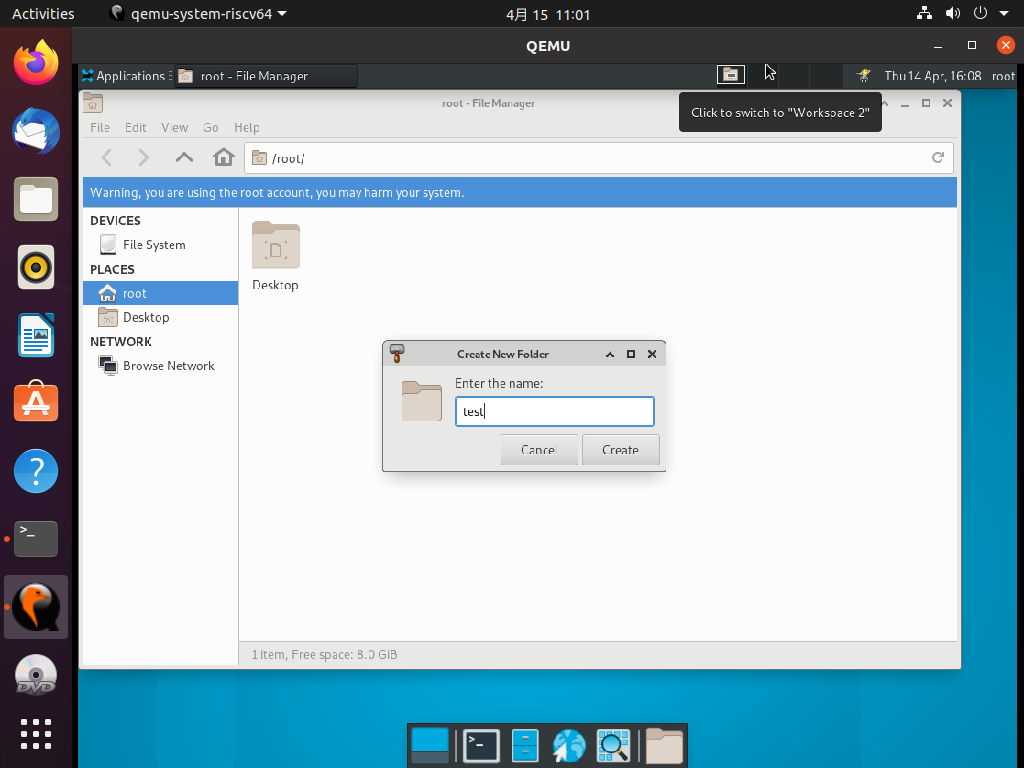 Activities
qemu-system-riscv64
4月 15 11:01
QEMU
Applications
root - File Manager
Thu 14 Apr, 16:08
root
root - File Manager
Click to switch to "Workspace 2"
File Edit View Go Help
/root/
Warning, you are using the root account, you may harm your system.
DEVICES
File System
PLACES
root
Desktop
NETWORK
Browse Network
Desktop
Create New Folder
Enter the name:
test
Cancel
Create
1 item, Free space: 8.0 GiB
DVD